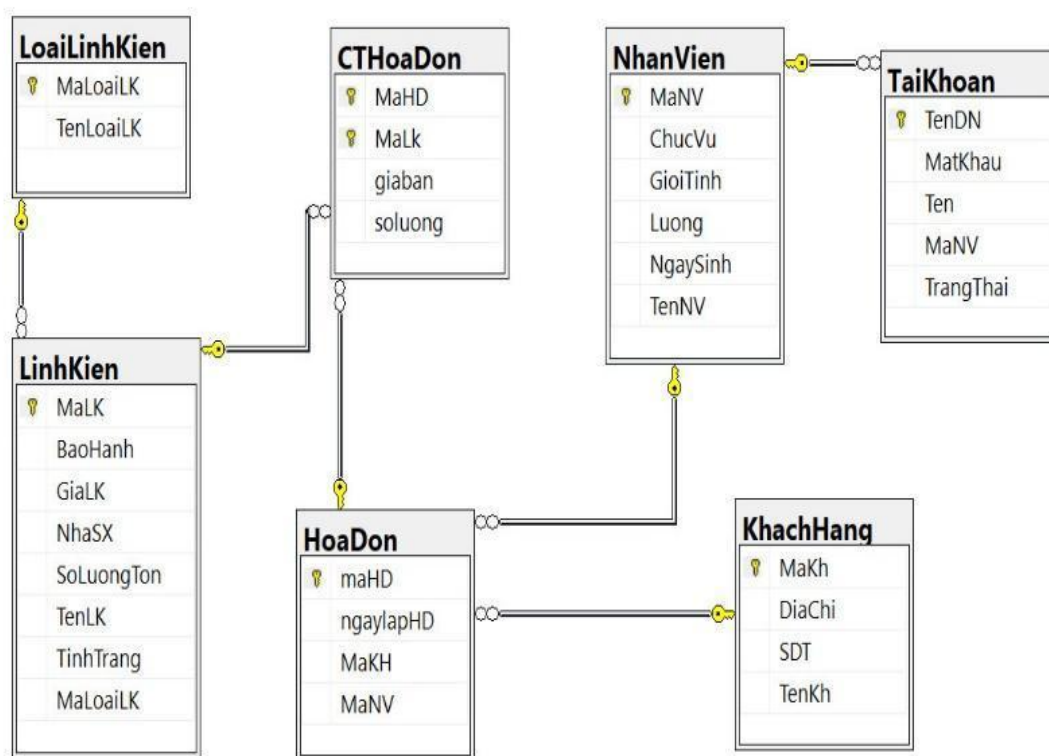 LoaiLinhKien
MaLoaiLK
TenLoaiLK
CTHoaDon
MaHD
MaLk
giaban
soluong
NhanVien
MaNV
ChucVu
GioiTinh
Luong
NgaySinh
TenNV
TaiKhoan
TenDN
MatKhau
Ten
MaNV
TrangThai
LinhKien
MaLK
BaoHanh
GiaLK
NhaSX
SoLuongTon
TenLK
TinhTrang
MaLoaiLK
HoaDon
maHD
ngaylapHD
MaKH
MaNV
KhachHang
MaKh
DiaChi
SDT
TenKh